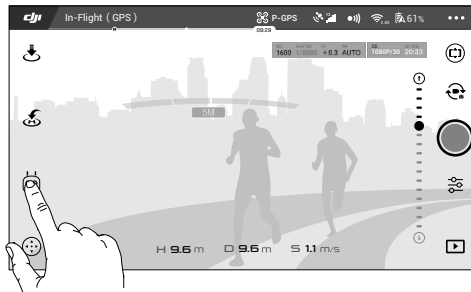 dji In-Flight ( GPS ) P-GPS 61%
09:29
1600 1/8000 +0.3 AUTO 1080P/30 20:33
5M
H 9.6 m D 9.6 m S 1.1 m/s